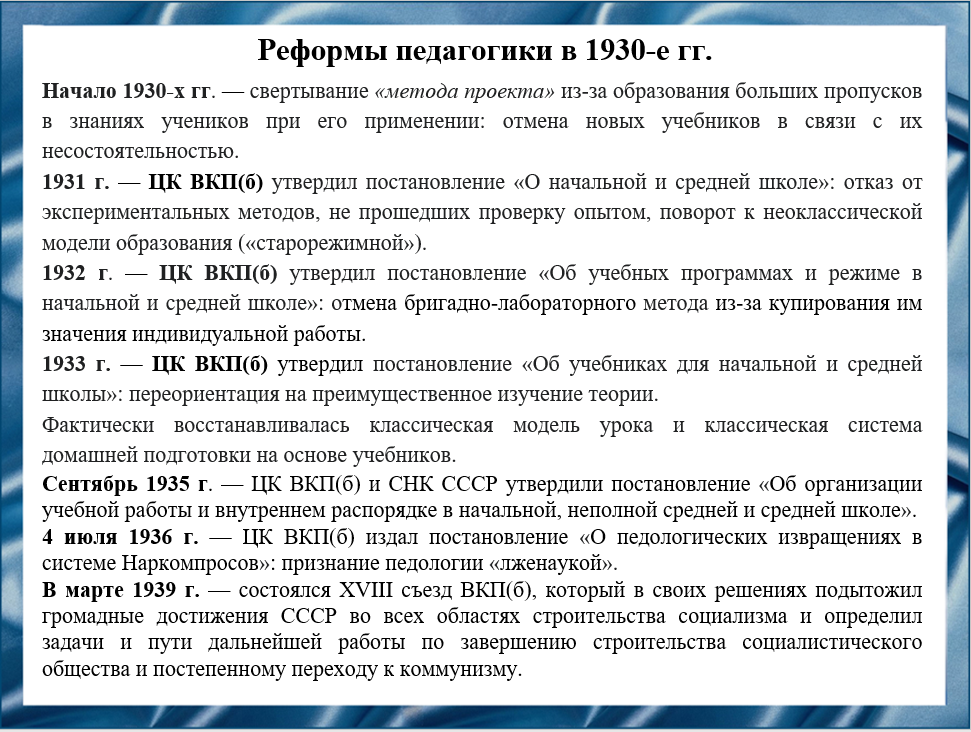 Реформы педагогики в 1930-е гг.
Начало 1930-х гг. — свертывание «метода проекта» из-за образования больших пропусков
в знаниях учеников при его применении: отмена новых учебников в связи с их
несостоятельностью.
1931 г. — ЦК ВКП(б) утвердил постановление «О начальной и средней школе»: отказ от
экспериментальных методов, не прошедших проверку опытом, поворот к неоклассической
модели образования («старорежимной»).
1932 г. — ЦК ВКП(б) утвердил постановление «Об учебных программах и режиме в
начальной и средней школе»: отмена бригадно-лабораторного метода из-за купирования им
значения индивидуальной работы.
1933 г. — ЦК ВКП(б) утвердил постановление «Об учебниках для начальной и средней
школы»: переориентация на преимущественное изучение теории.
Фактически восстанавливалась классическая модель урока и классическая система
домашней подготовки на основе учебников.
Сентябрь 1935 г. — ЦК ВКП(б) и СНК СССР утвердили постановление «Об организации
учебной работы и внутреннем распорядке в начальной, неполной средней и средней школе».
4 июля 1936 г. — ЦК ВКП(б) издал постановление «О педологических извращениях в
системе Наркомпросов»: признание педологии «лженаукой».
В марте 1939 г. — состоялся XVIII съезд ВКП(б), который в своих решениях подытожил
громадные достижения СССР во всех областях строительства социализма и определил
задачи и пути дальнейшей работы по завершению строительства социалистического
общества и постепенному переходу к коммунизму.